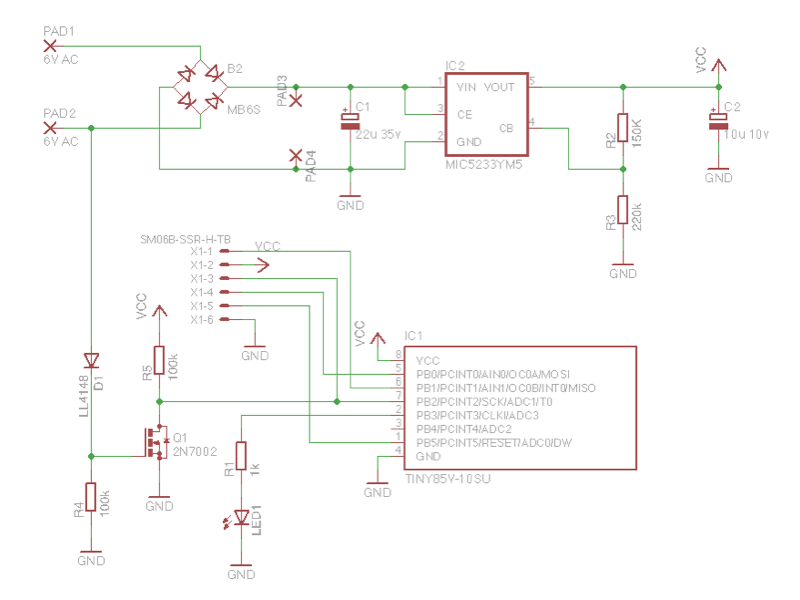 PAD1
6V AC
B2
MB6S
PAD2
6V AC
PAD3
PAD4
C1
22u 35v
GND
IC2
1 VIN VOUT 5
3 CE
CB 4
2 GND
MIC5233YM5
VCC
C2
10u 10v
GND
R2
150K
R3
220k
GND
SM06B-SSR-H-TB
VCC
X1-1
X1-2
X1-3
X1-4
X1-5
X1-6
GND
VCC
R5
100k
D1
LL4148
Q1
2N7002
GND
R4
100k
GND
R1
1k
LED1
GND
VCC
IC1
8 VCC
5 PB0/PCINT0/AIN0/OC0A/MOSI
6 PB1/PCINT1/AIN1/OC0B/INT0/MISO
7 PB2/PCINT2/SCK/ADC1/T0
2 PB3/PCINT3/CLKI/ADC3
3 PB4/PCINT4/ADC2
1 PB5/PCINT5/RESET/ADC0/DW
4 GND
TINY85V-10SU
GND